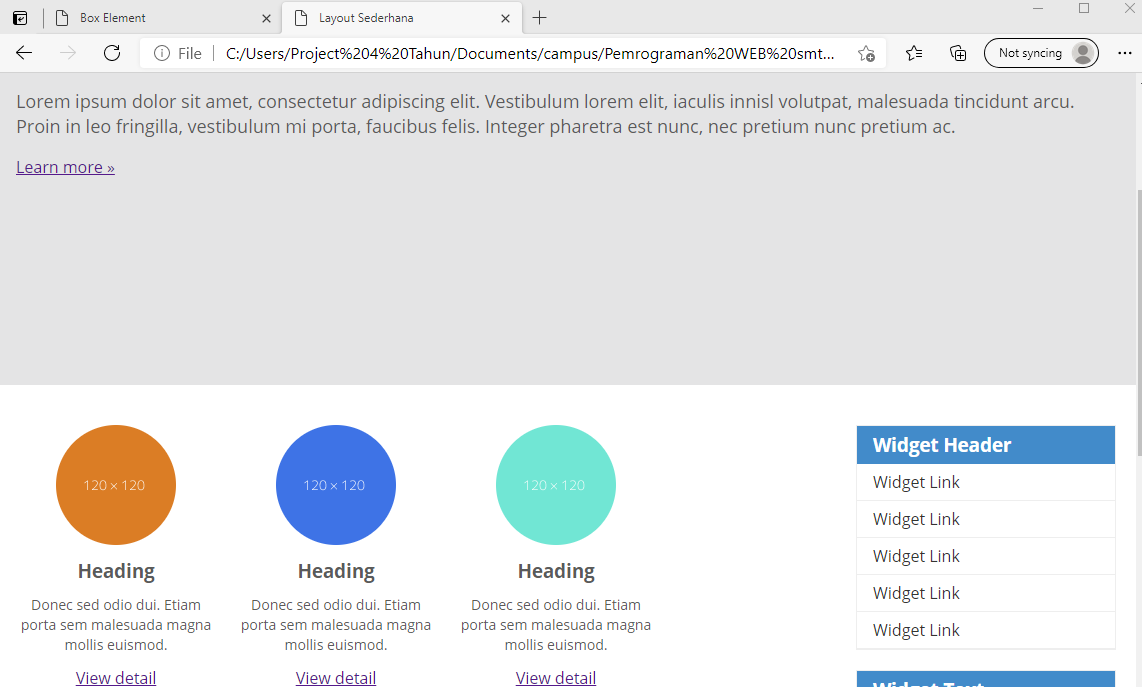 Box Element
Layout Sederhana
File
C:/Users/Project%204%20Tahun/Documents/campus/Pemrograman%20WEB%20smt...
Not syncing
Lorem ipsum dolor sit amet, consectetur adipiscing elit. Vestibulum lorem elit, iaculis innisl volutpat, malesuada tincidunt arcu.
Proin in leo fringilla, vestibulum mi porta, faucibus felis. Integer pharetra est nunc, nec pretium nunc pretium ac.
Learn more »
120 × 120
Heading
Donec sed odio dui. Etiam
porta sem malesuada magna
mollis euismod.
View detail
120 × 120
Heading
Donec sed odio dui. Etiam
porta sem malesuada magna
mollis euismod.
View detail
120 × 120
Heading
Donec sed odio dui. Etiam
porta sem malesuada magna
mollis euismod.
View detail
Widget Header
Widget Link
Widget Link
Widget Link
Widget Link
Widget Link
Widget Text